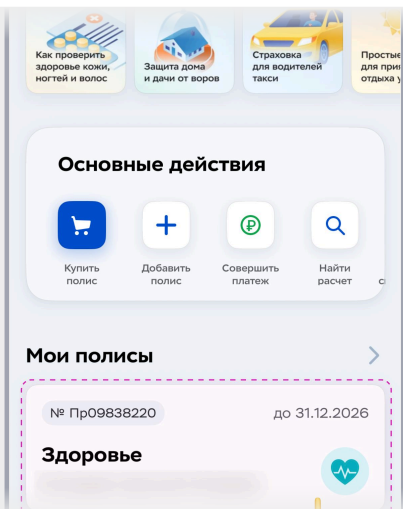 Как проверить
здоровье кожи,
ногтей и волос
Защита дома
и дачи от воров
Страховка
для водителей
такси
Простые
для при
отдыха у
Основные действия
Купить
полис
Добавить
полис
Совершить
платеж
Найти
расчет
Мои полисы
№ Пр09838220
до 31.12.2026
Здоровье